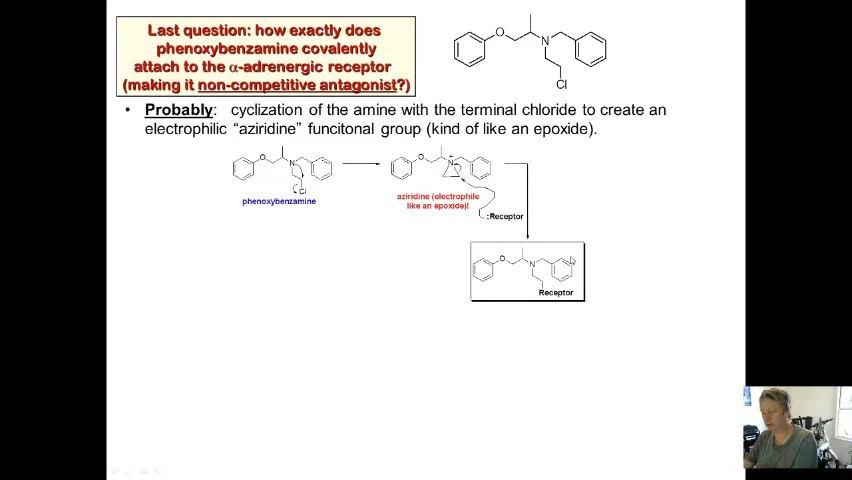 Last question: how exactly does
phenoxybenzamine covalently
attach to the α-adrenergic receptor
(making it non-competitive antagonist?)
O
N
Cl
• Probably: cyclization of the amine with the terminal chloride to create an
electrophilic “aziridine” funcitonal group (kind of like an epoxide).
O
N
Cl
phenoxybenzamine
O
N
+
aziridine (electrophile
like an epoxide)!
:Receptor
O
N
Receptor